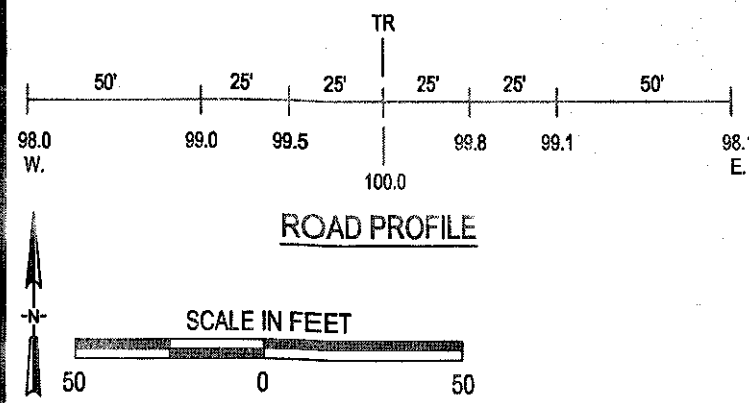 TR
50' 25' 25' 25' 25' 50'
98.0 99.0 99.5 99.8 99.1 98.
W. E.
100.0
ROAD PROFILE
-N-
SCALE IN FEET
50 0 50